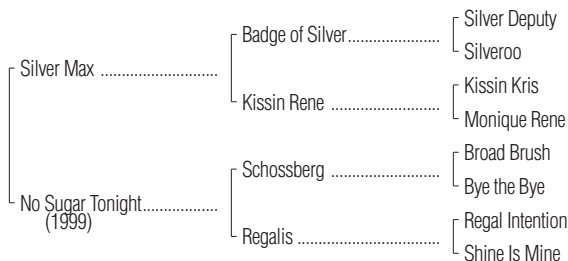 Silver Deputy
Badge of Silver......................
Silveroo
Silver Max ............................
Kissin Kris
Kissin Rene ..........................
Monique Rene
Broad Brush
Schossberg ..........................
Bye the Bye
No Sugar Tonight..................
(1999)
Regal Intention
Regalis ..................................
Shine Is Mine